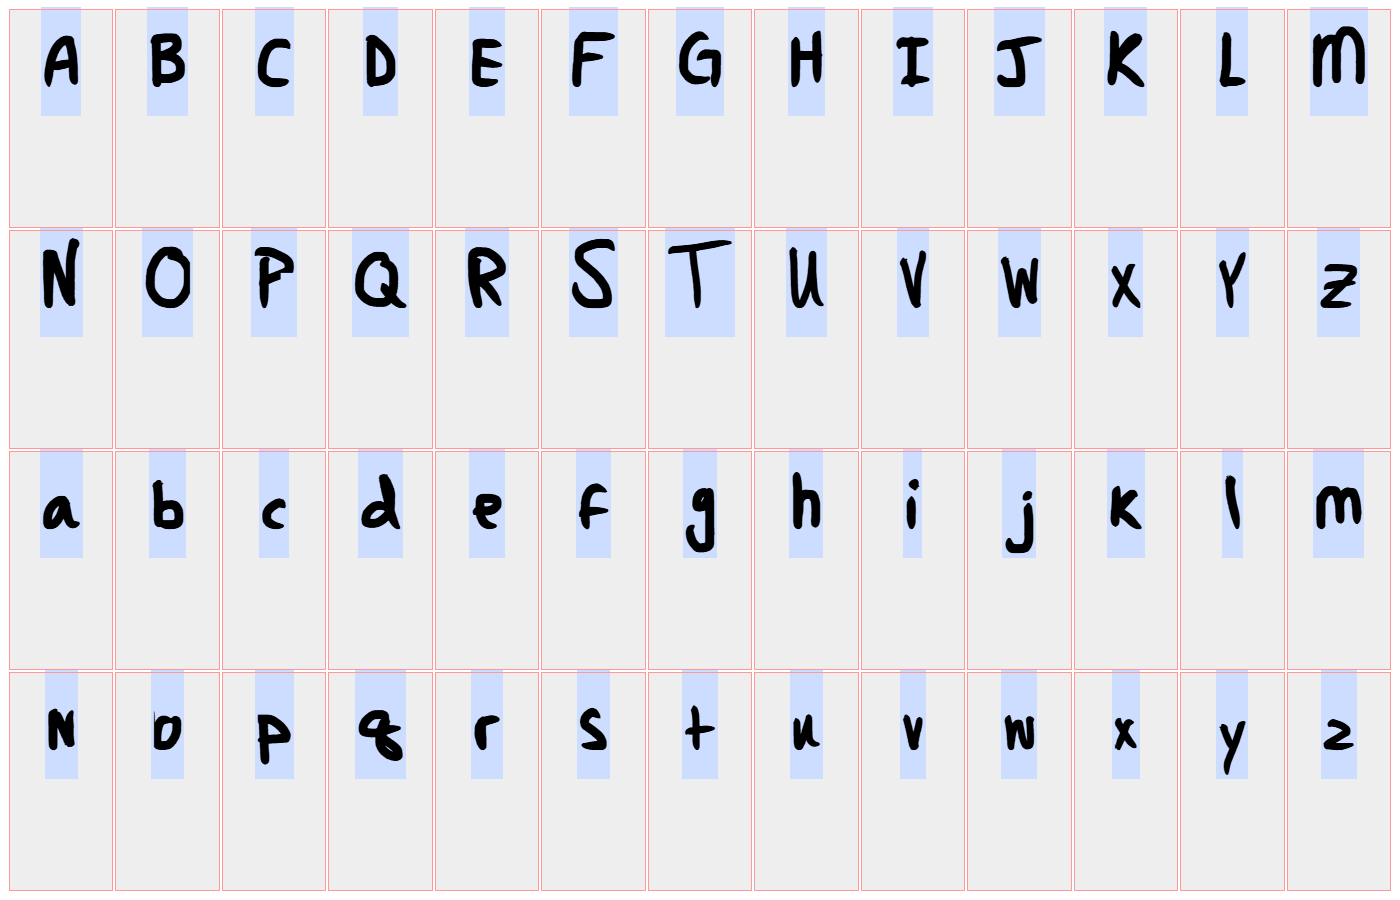 A B C D E F G H I J K L M
N O P Q R S T U V W X Y Z
a b c d e f g h i j k l m
n o p q r s t u v w x y z